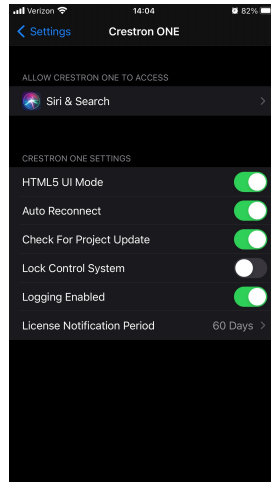 Verizon 14:04 82%
Settings Crestron ONE
ALLOW CRESTRON ONE TO ACCESS
Siri & Search
CRESTRON ONE SETTINGS
HTML5 UI Mode
Auto Reconnect
Check For Project Update
Lock Control System
Logging Enabled
License Notification Period 60 Days